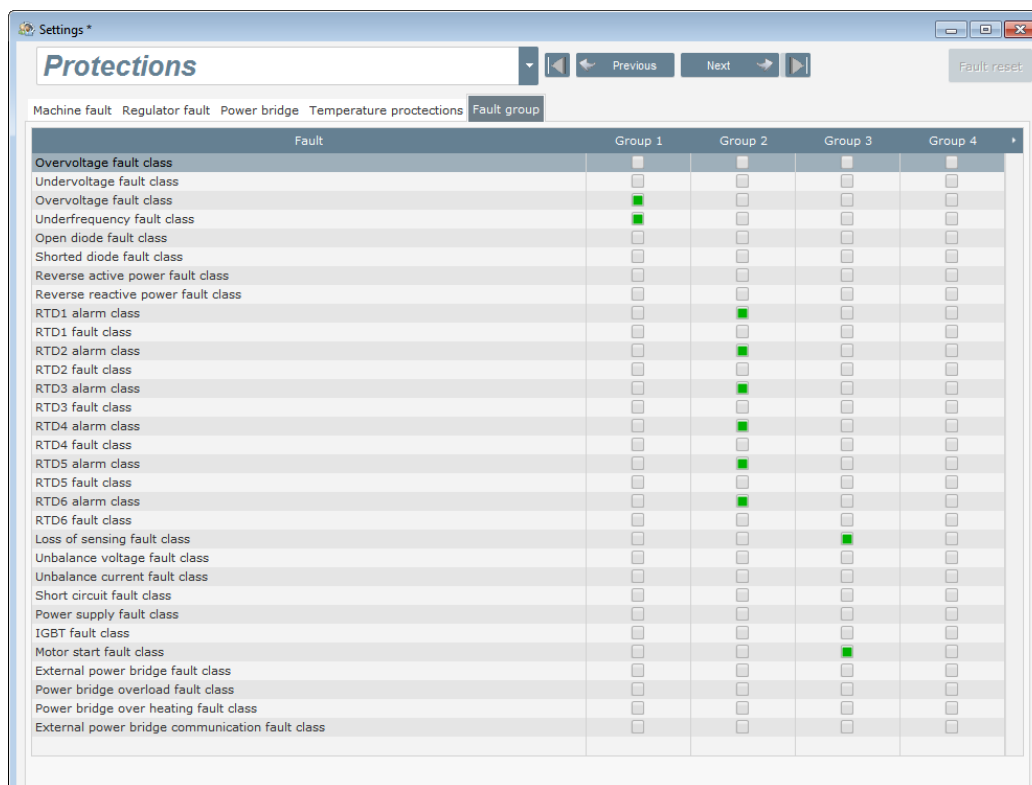 Settings *
Protections
Previous
Next
Fault reset
Machine fault Regulator fault Power bridge Temperature proctections Fault group
Fault Group 1 Group 2 Group 3 Group 4
Overvoltage fault class
Undervoltage fault class
Overvoltage fault class
Underfrequency fault class
Open diode fault class
Shorted diode fault class
Reverse active power fault class
Reverse reactive power fault class
RTD1 alarm class
RTD1 fault class
RTD2 alarm class
RTD2 fault class
RTD3 alarm class
RTD3 fault class
RTD4 alarm class
RTD4 fault class
RTD5 alarm class
RTD5 fault class
RTD6 alarm class
RTD6 fault class
Loss of sensing fault class
Unbalance voltage fault class
Unbalance current fault class
Short circuit fault class
Power supply fault class
IGBT fault class
Motor start fault class
External power bridge fault class
Power bridge overload fault class
Power bridge over heating fault class
External power bridge communication fault class